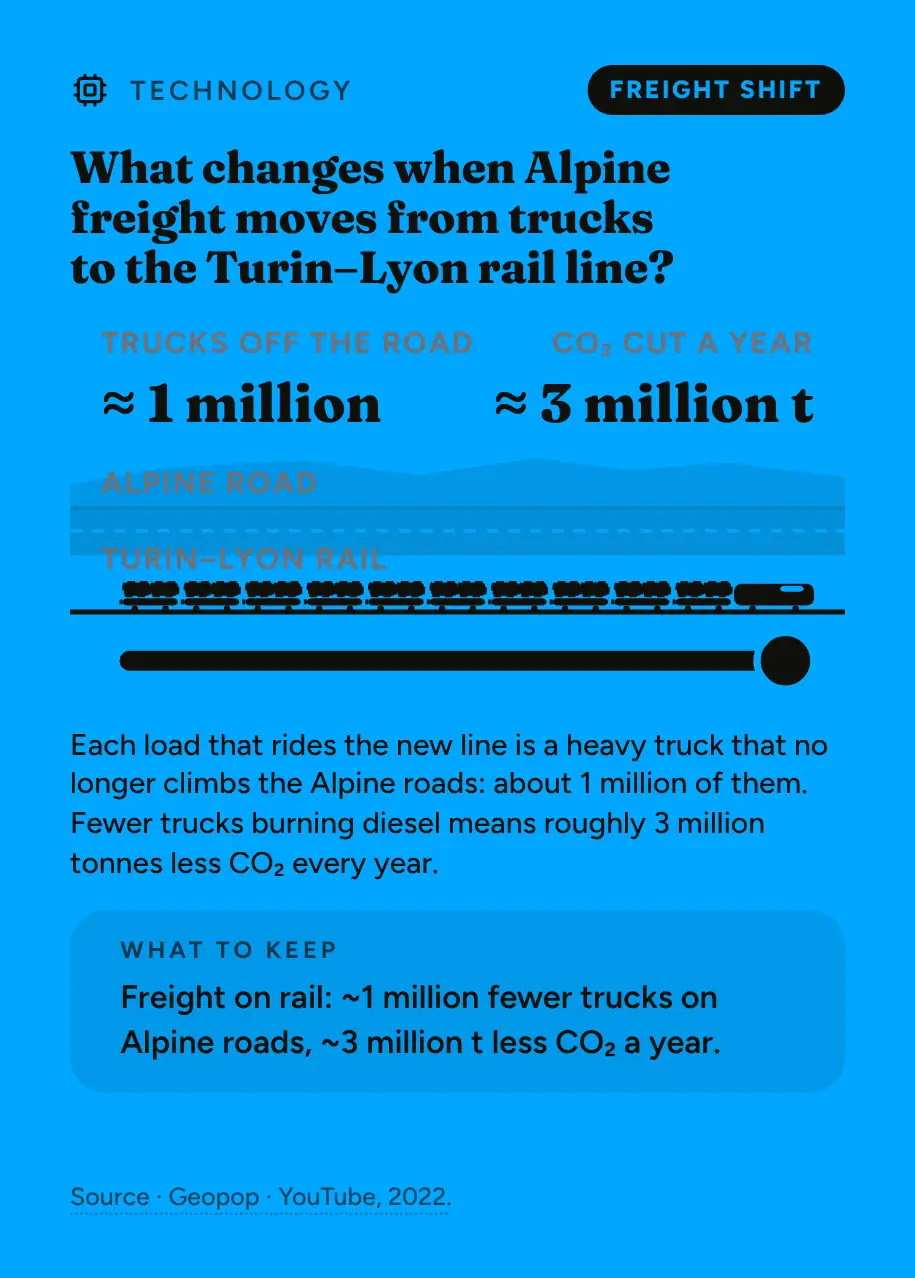 TECHNOLOGY
FREIGHT SHIFT
What changes when Alpine
freight moves from trucks
to the Turin–Lyon rail line?
TRUCKS OFF THE ROAD
CO₂ CUT A YEAR
≈ 1 million
≈ 3 million t
ALPINE ROAD
TURIN–LYON RAIL
Each load that rides the new line is a heavy truck that no
longer climbs the Alpine roads: about 1 million of them.
Fewer trucks burning diesel means roughly 3 million
tonnes less CO₂ every year.
WHAT TO KEEP
Freight on rail: ~1 million fewer trucks on
Alpine roads, ~3 million t less CO₂ a year.
Source · Geopop · YouTube, 2022.